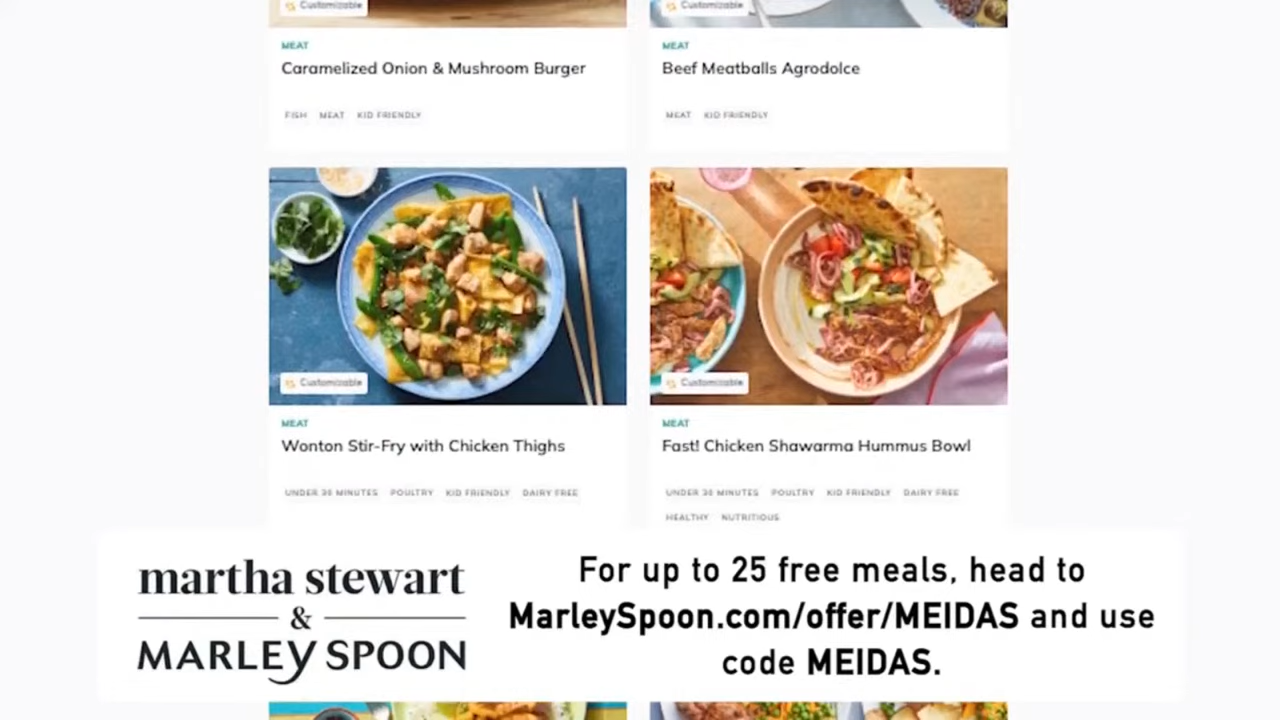 Customizable Customizable
MEAT MEAT
Caramelized Onion & Mushroom Burger Beef Meatballs Agrodolce
FISH MEAT KID FRIENDLY MEAT KID FRIENDLY
Customizable Customizable
MEAT MEAT
Wonton Stir-Fry with Chicken Thighs Fast! Chicken Shawarma Hummus Bowl
UNDER 30 MINUTES POULTRY KID FRIENDLY DAIRY FREE UNDER 30 MINUTES POULTRY KID FRIENDLY DAIRY FREE
HEALTHY NUTRITIOUS
martha stewart
&
MARLEY SPOON
For up to 25 free meals, head to
MarleySpoon.com/offer/MEIDAS and use
code MEIDAS.